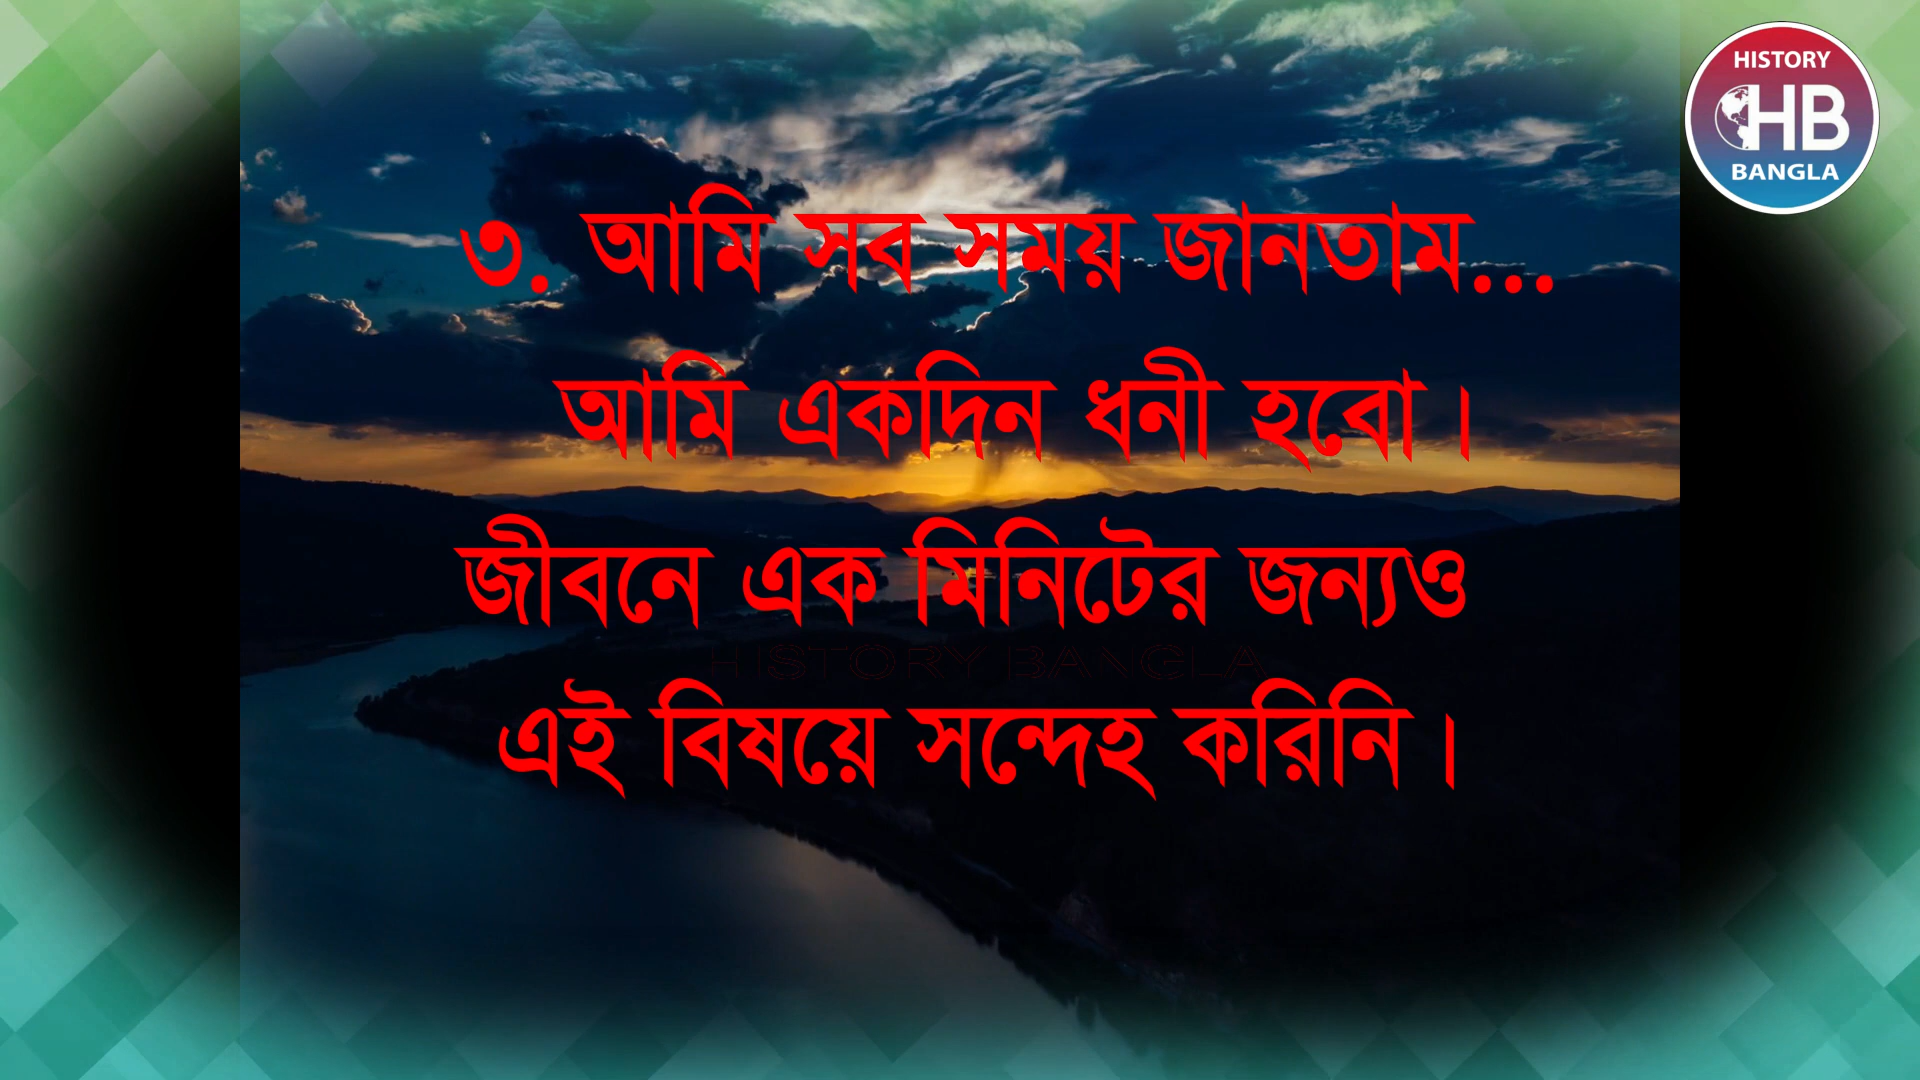 HISTORY
HB
BANGLA
৩. আমি সব সময় জানতাম...
আমি একদিন ধনী হবো।
জীবনে এক মিনিটের জন্যও
HISTORY BANGLA
এই বিষয়ে সন্দেহ করিনি।